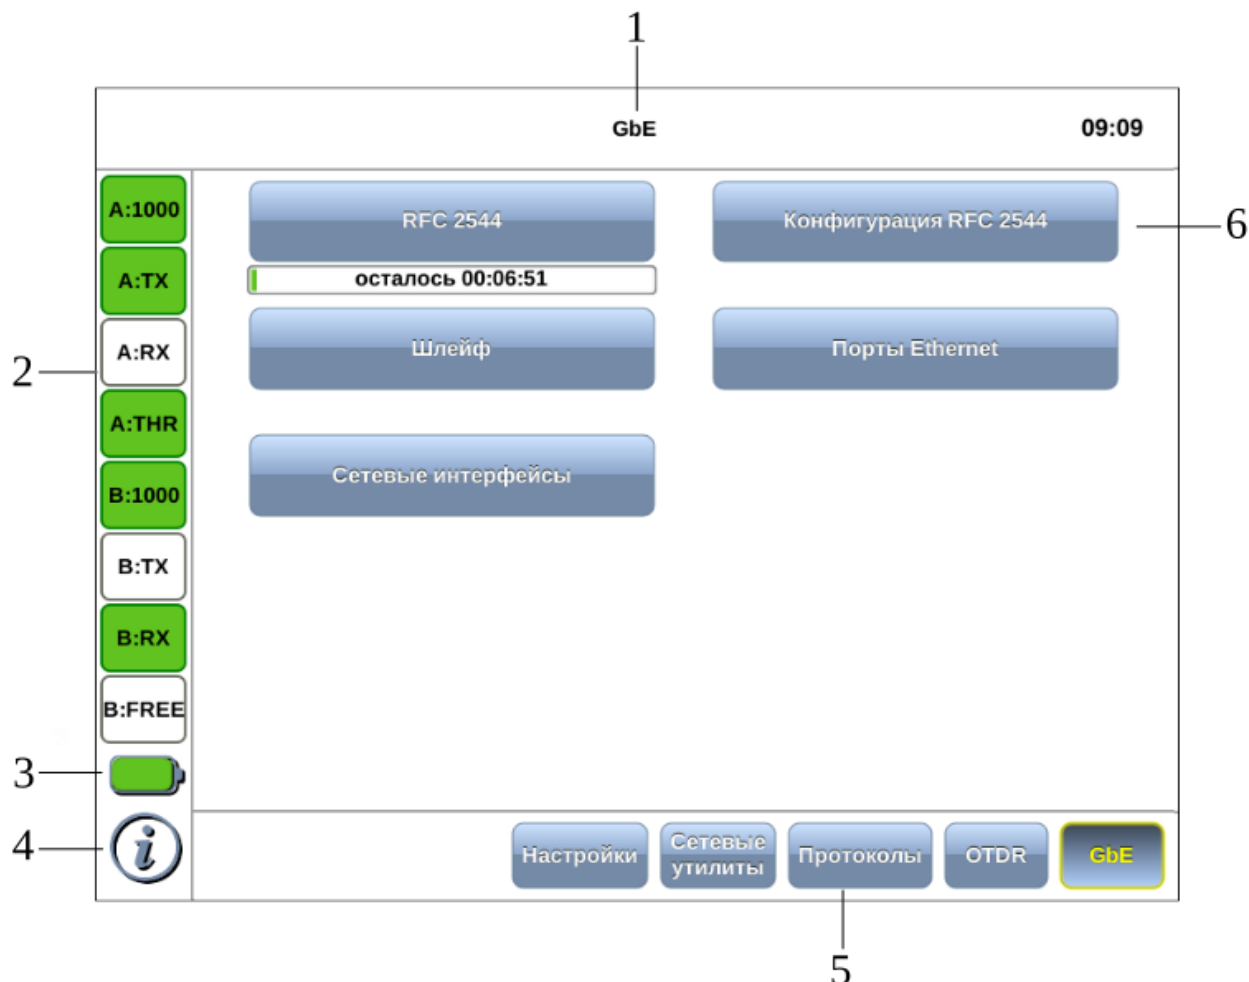 1
GbE
09:09
A:1000
A:TX
A:RX
A:THR
B:1000
B:TX
B:RX
B:FREE
RFC 2544
Конфигурация RFC 2544
осталось 00:06:51
Шлейф
Порты Ethernet
Сетевые интерфейсы
2
3
4
6
Настройки
Сетевые
утилиты
Протоколы
OTDR
GbE
5